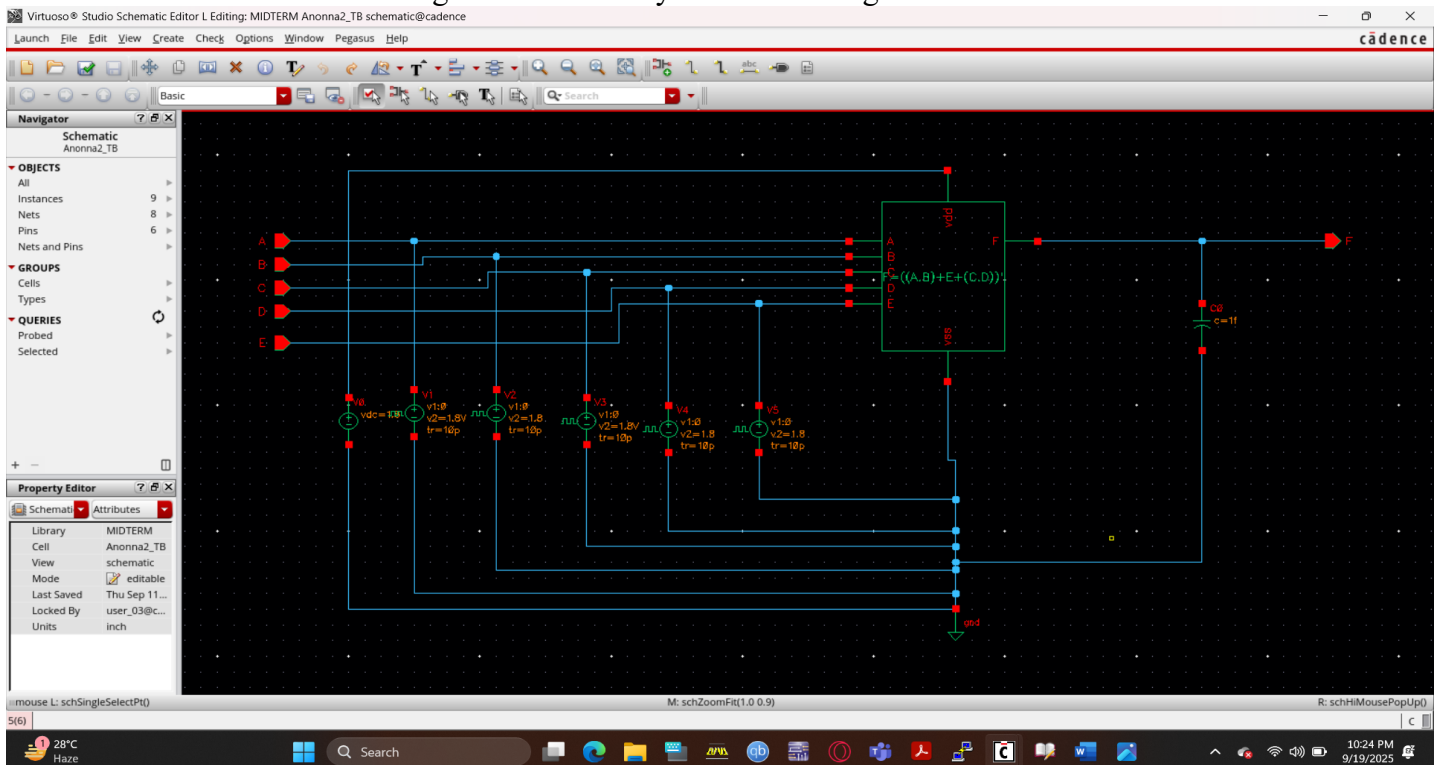 Virtuoso® Studio Schematic Editor L Editing: MIDTERM Anonna2_TB schematic@cadence
Launch File Edit View Create Check Options Window Pegasus Help
cādence
Basic
Search
Navigator
Schematic
Anonna2_TB
OBJECTS
All
Instances 9
Nets 8
Pins 6
Nets and Pins
GROUPS
Cells
Types
QUERIES
Probed
Selected
Property Editor
Schemati Attributes
Library MIDTERM
Cell Anonna2_TB
View schematic
Mode editable
Last Saved Thu Sep 11...
Locked By user_03@c...
Units inch
vdd
A
B
C
D
E
A
B
C
D
E
F
F
F=((A.B)+E+(C.D))'
vss
C0
c=1f
V0
vdc=1.8
V1
v1:0
v2=1.8V
tr=10p
V2
v1:0
v2=1.8
tr=10p
V3
v1:0
v2=1.8V
tr=10p
V4
v1:0
v2=1.8
tr=10p
V5
v1:0
v2=1.8
tr=10p
gnd
mouse L: schSingleSelectPt() M: schZoomFit(1.0 0.9) R: schHiMousePopUp()
5(6)
C
1
28°C
Haze
Search
10:24 PM
9/19/2025